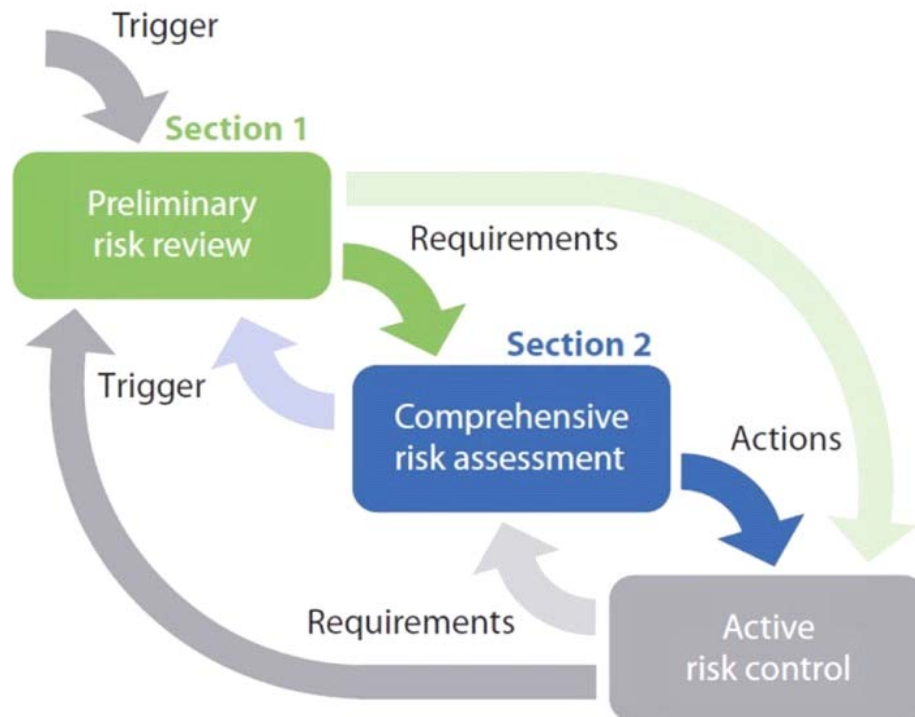 Trigger
Section 1
Preliminary
risk review
Requirements
Section 2
Trigger
Comprehensive
risk assessment
Actions
Requirements
Active
risk control